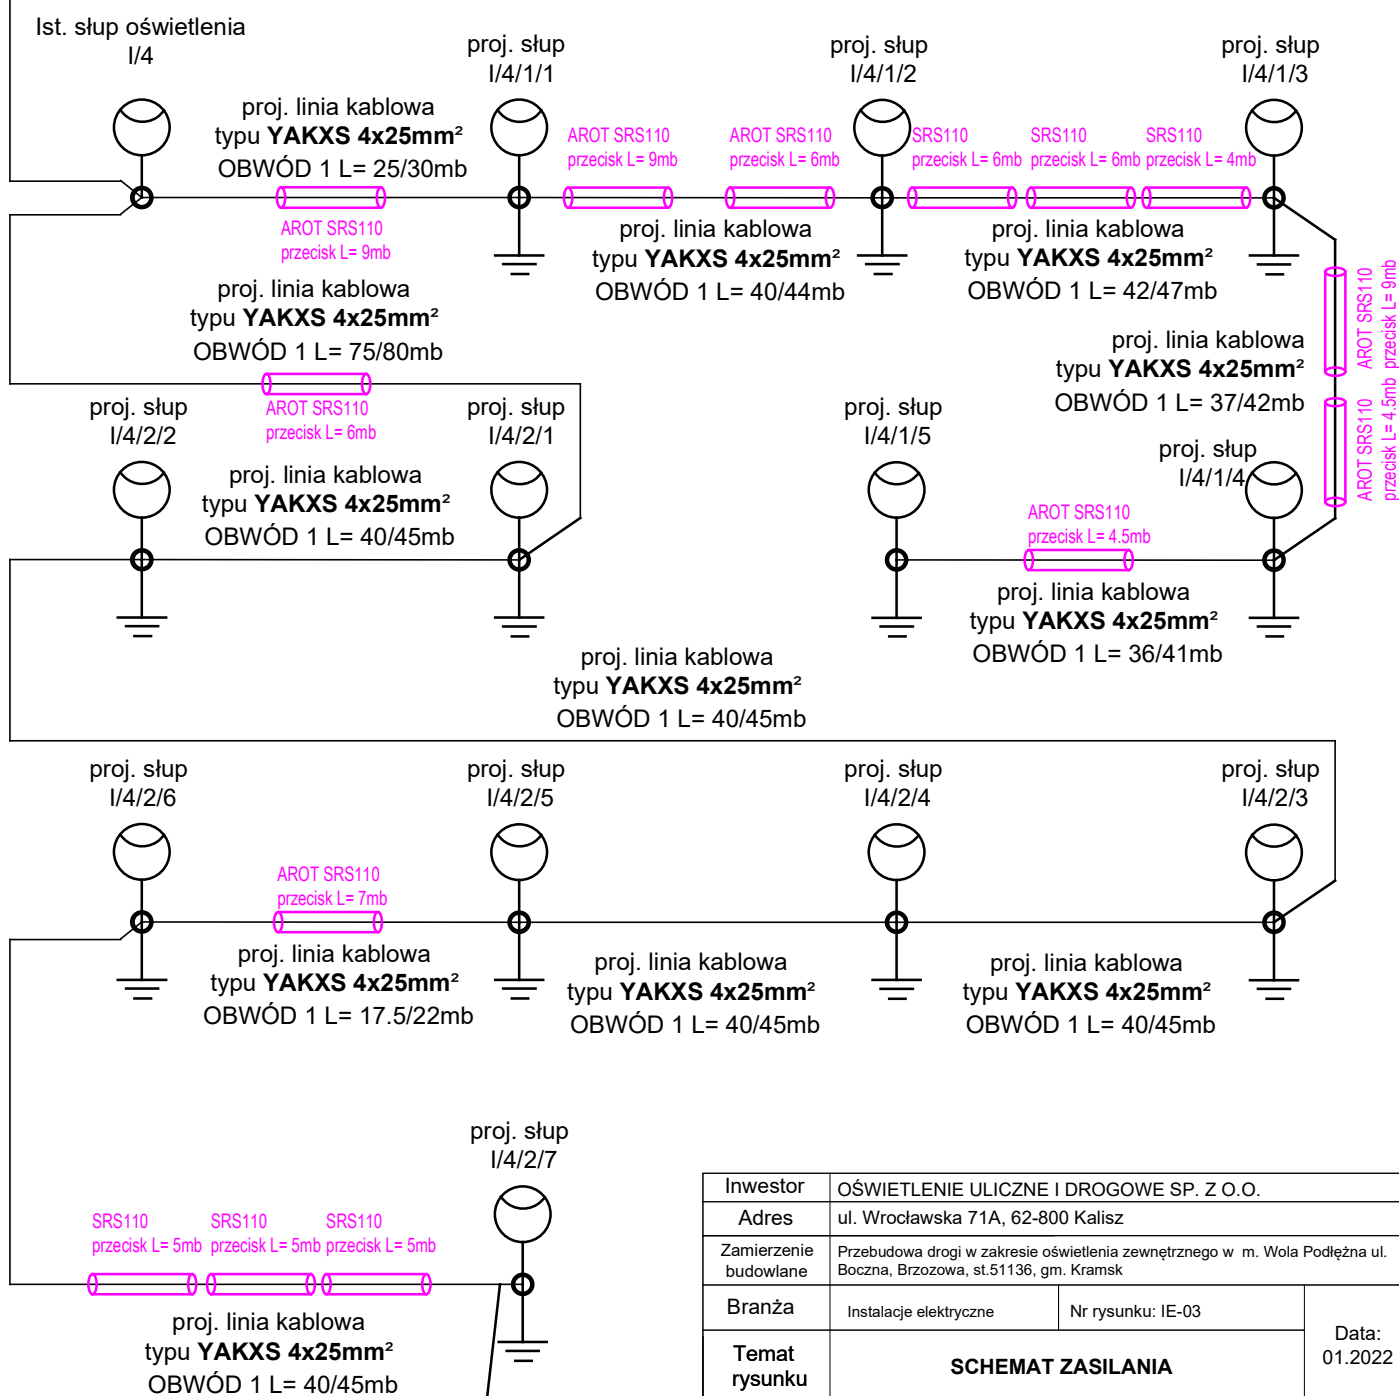 Ist. słup oświetlenia
I/4
proj. słup
I/4/1/1
proj. słup
I/4/1/2
proj. słup
I/4/1/3
proj. linia kablowa
typu YAKXS 4x25mm²
OBWÓD 1 L= 25/30mb
AROT SRS110
przecisk L= 9mb
AROT SRS110
przecisk L= 9mb
AROT SRS110
przecisk L= 6mb
SRS110
przecisk L= 6mb
SRS110
przecisk L= 6mb
SRS110
przecisk L= 4mb
proj. linia kablowa
typu YAKXS 4x25mm²
OBWÓD 1 L= 40/44mb
proj. linia kablowa
typu YAKXS 4x25mm²
OBWÓD 1 L= 42/47mb
proj. linia kablowa
typu YAKXS 4x25mm²
OBWÓD 1 L= 75/80mb
AROT SRS110
przecisk L= 6mb
proj. linia kablowa
typu YAKXS 4x25mm²
OBWÓD 1 L= 37/42mb
AROT SRS110
przecisk L= 9mb
AROT SRS110
przecisk L= 4.5mb
proj. słup
I/4/2/2
proj. słup
I/4/2/1
proj. słup
I/4/1/5
proj. słup
I/4/1/4
proj. linia kablowa
typu YAKXS 4x25mm²
OBWÓD 1 L= 40/45mb
AROT SRS110
przecisk L= 4.5mb
proj. linia kablowa
typu YAKXS 4x25mm²
OBWÓD 1 L= 36/41mb
proj. linia kablowa
typu YAKXS 4x25mm²
OBWÓD 1 L= 40/45mb
proj. słup
I/4/2/6
proj. słup
I/4/2/5
proj. słup
I/4/2/4
proj. słup
I/4/2/3
AROT SRS110
przecisk L= 7mb
proj. linia kablowa
typu YAKXS 4x25mm²
OBWÓD 1 L= 17.5/22mb
proj. linia kablowa
typu YAKXS 4x25mm²
OBWÓD 1 L= 40/45mb
proj. linia kablowa
typu YAKXS 4x25mm²
OBWÓD 1 L= 40/45mb
proj. słup
I/4/2/7
SRS110
przecisk L= 5mb
SRS110
przecisk L= 5mb
SRS110
przecisk L= 5mb
proj. linia kablowa
typu YAKXS 4x25mm²
OBWÓD 1 L= 40/45mb
Inwestor OŚWIETLENIE ULICZNE I DROGOWE SP. Z O.O.
Adres ul. Wrocławska 71A, 62-800 Kalisz
Zamierzenie budowlane
Przebudowa drogi w zakresie oświetlenia zewnętrznego w m. Wola Podłężna ul.
Boczna, Brzozowa, st.51136, gm. Kramsk
Branża Instalacje elektryczne Nr rysunku: IE-03
Temat rysunku
SCHEMAT ZASILANIA
Data:
01.2022